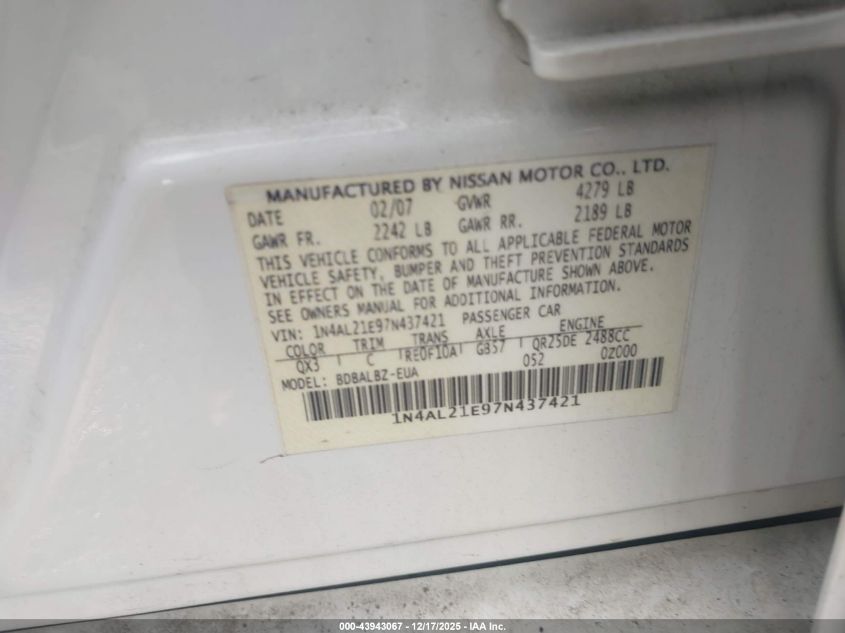 MANUFACTURED BY NISSAN MOTOR CO., LTD.
DATE 02/07 GVWR 4279 LB
GAWR FR. 2242 LB GAWR RR. 2189 LB
THIS VEHICLE CONFORMS TO ALL APPLICABLE FEDERAL MOTOR
VEHICLE SAFETY, BUMPER AND THEFT PREVENTION STANDARDS
IN EFFECT ON THE DATE OF MANUFACTURE SHOWN ABOVE.
SEE OWNERS MANUAL FOR ADDITIONAL INFORMATION.
VIN: 1N4AL21E97N437421 PASSENGER CAR
COLOR TRIM TRANS AXLE ENGINE
QX3 C RE0F10A GB57 QR25DE 2488CC
MODEL: BDBALBZ-EUA 052 0Z000
1N4AL21E97N437421
000-43943067 - 12/17/2025 - IAA Inc.